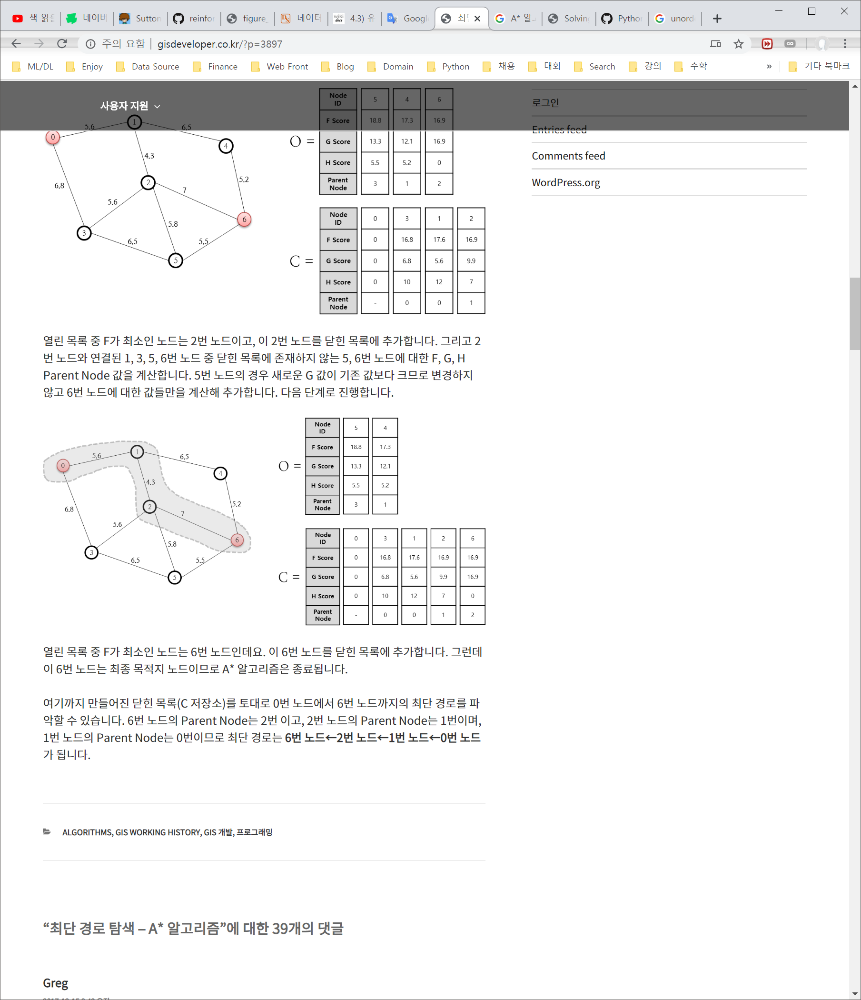 책 읽을
네이버
Sutton
reinfor
figure_
데이터
4.3) 유
Google
최단
A* 알고
Solving
Python
unord
주의 요함
gisdeveloper.co.kr/?p=3897
ML/DL
Enjoy
Data Source
Finance
Web Front
Blog
Domain
Python
채용
대회
Search
강의
수학
»
기타 북마크
사용자 지원
로그인
Entries feed
Comments feed
WordPress.org
0 1 2 3 4 5 6
5.6 6.5 4.3 5.2 6.8 5.6 7 5.8 6.5 5.5
O =
Node ID 5 4 6
F Score 18.8 17.3 16.9
G Score 13.3 12.1 16.9
H Score 5.5 5.2 0
Parent Node 3 1 2
C =
Node ID 0 3 1 2
F Score 0 16.8 17.6 16.9
G Score 0 6.8 5.6 9.9
H Score 0 10 12 7
Parent Node - 0 0 1
열린 목록 중 F가 최소인 노드는 2번 노드이고, 이 2번 노드를 닫힌 목록에 추가합니다. 그리고 2
번 노드와 연결된 1, 3, 5, 6번 노드 중 닫힌 목록에 존재하지 않는 5, 6번 노드에 대한 F, G, H
Parent Node 값을 계산합니다. 5번 노드의 경우 새로운 G 값이 기존 값보다 크므로 변경하지
않고 6번 노드에 대한 값들만을 계산해 추가합니다. 다음 단계로 진행합니다.
0 1 2 3 4 5 6
5.6 6.5 4.3 5.2 6.8 5.6 7 5.8 6.5 5.5
O =
Node ID 5 4
F Score 18.8 17.3
G Score 13.3 12.1
H Score 5.5 5.2
Parent Node 3 1
C =
Node ID 0 3 1 2 6
F Score 0 16.8 17.6 16.9 16.9
G Score 0 6.8 5.6 9.9 16.9
H Score 0 10 12 7 0
Parent Node - 0 0 1 2
열린 목록 중 F가 최소인 노드는 6번 노드인데요. 이 6번 노드를 닫힌 목록에 추가합니다. 그런데
이 6번 노드는 최종 목적지 노드이므로 A* 알고리즘은 종료됩니다.
여기까지 만들어진 닫힌 목록(C 저장소)를 토대로 0번 노드에서 6번 노드까지의 최단 경로를 파
악할 수 있습니다. 6번 노드의 Parent Node는 2번 이고, 2번 노드의 Parent Node는 1번이며,
1번 노드의 Parent Node는 0번이므로 최단 경로는 6번 노드←2번 노드←1번 노드←0번 노드
가 됩니다.
ALGORITHMS, GIS WORKING HISTORY, GIS 개발, 프로그래밍
“최단 경로 탐색 – A* 알고리즘”에 대한 39개의 댓글
Greg